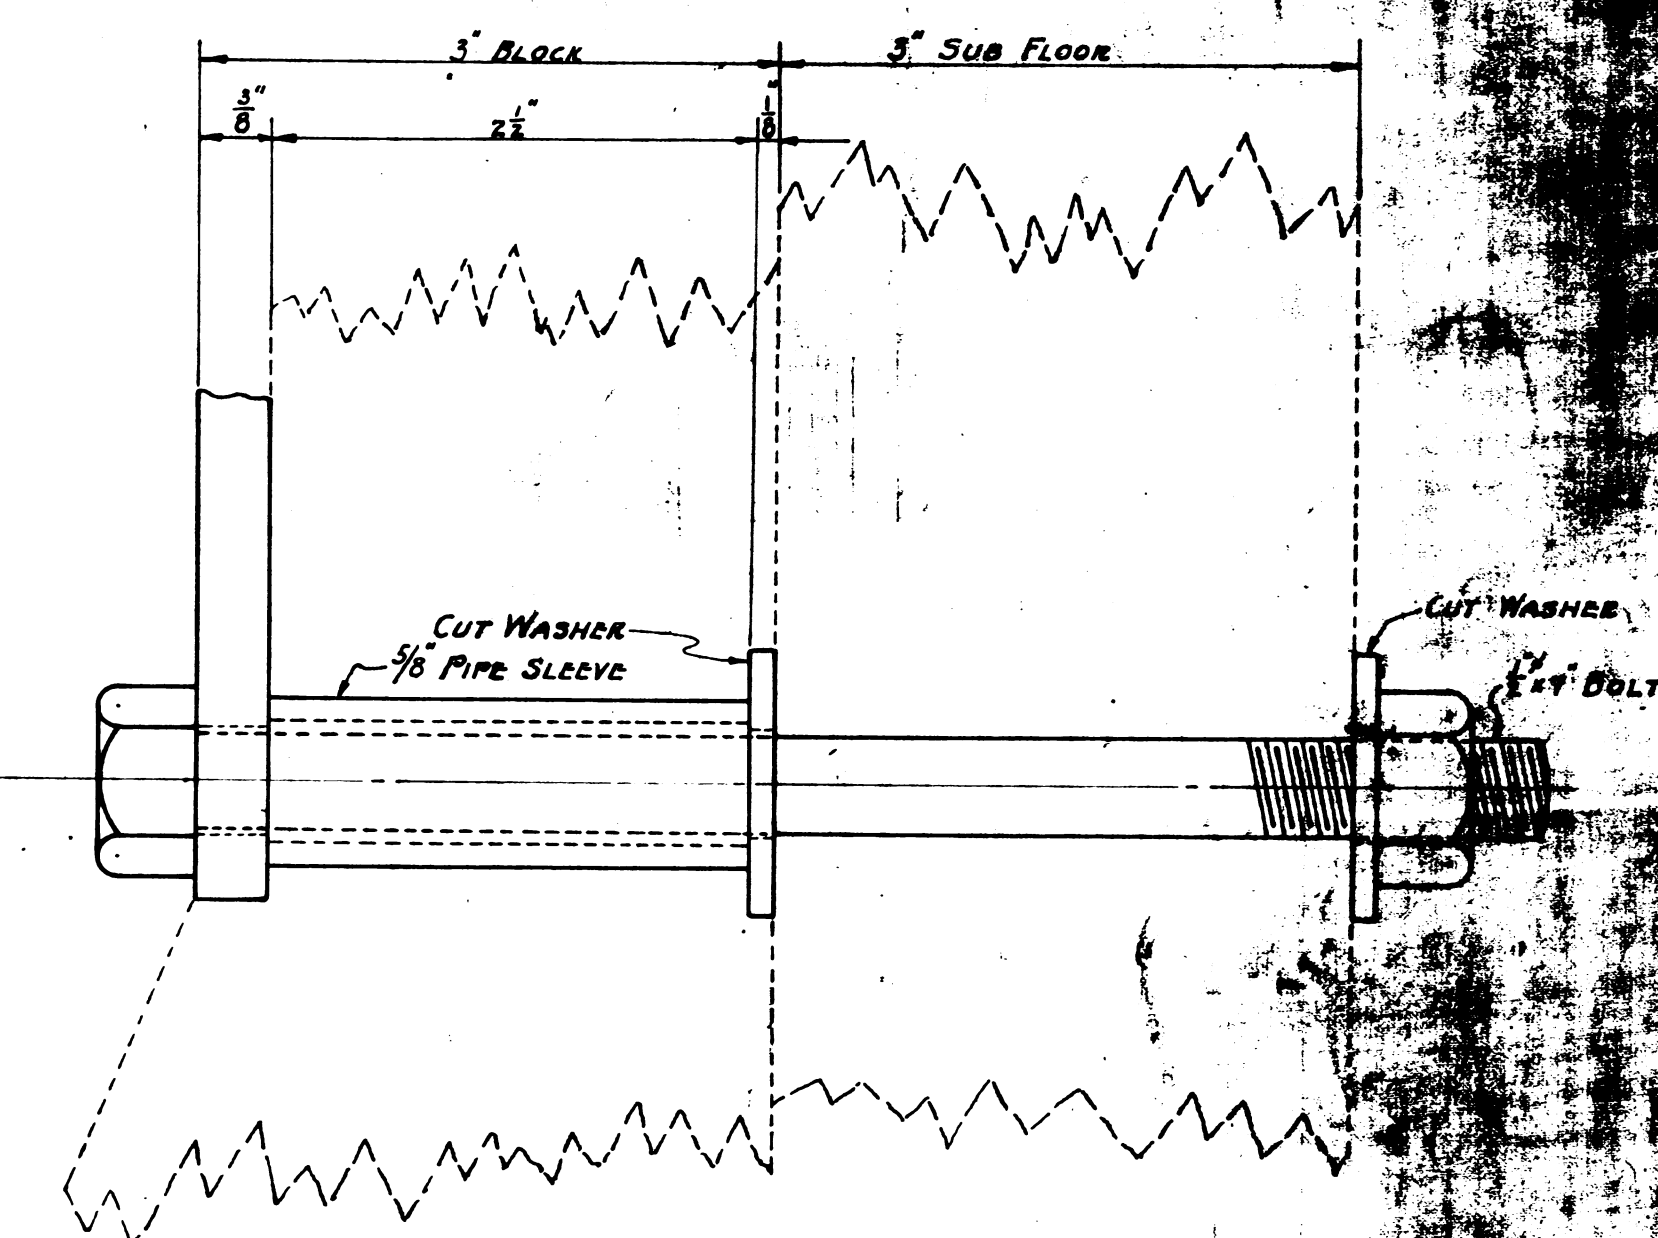 3" BLOCK
3" SUB FLOOR
3/8"
2 1/2"
1/8"
CUT WASHER
5/8" PIPE SLEEVE
CUT WASHER
BOLT